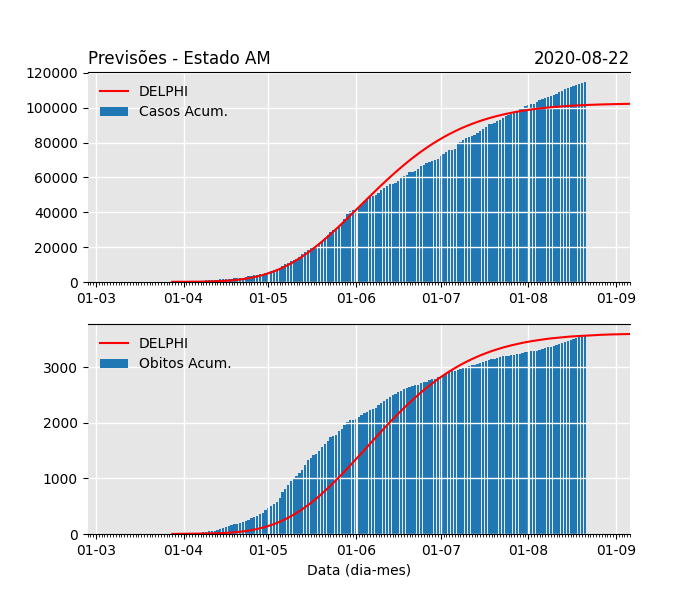 Previsões - Estado AM 2020-08-22
120000
DELPHI
100000
Casos Acum.
80000
60000
40000
20000
0
01-03 01-04 01-05 01-06 01-07 01-08 01-09
DELPHI
3000
Obitos Acum.
2000
1000
0
01-03 01-04 01-05 01-06 01-07 01-08 01-09
Data (dia-mes)